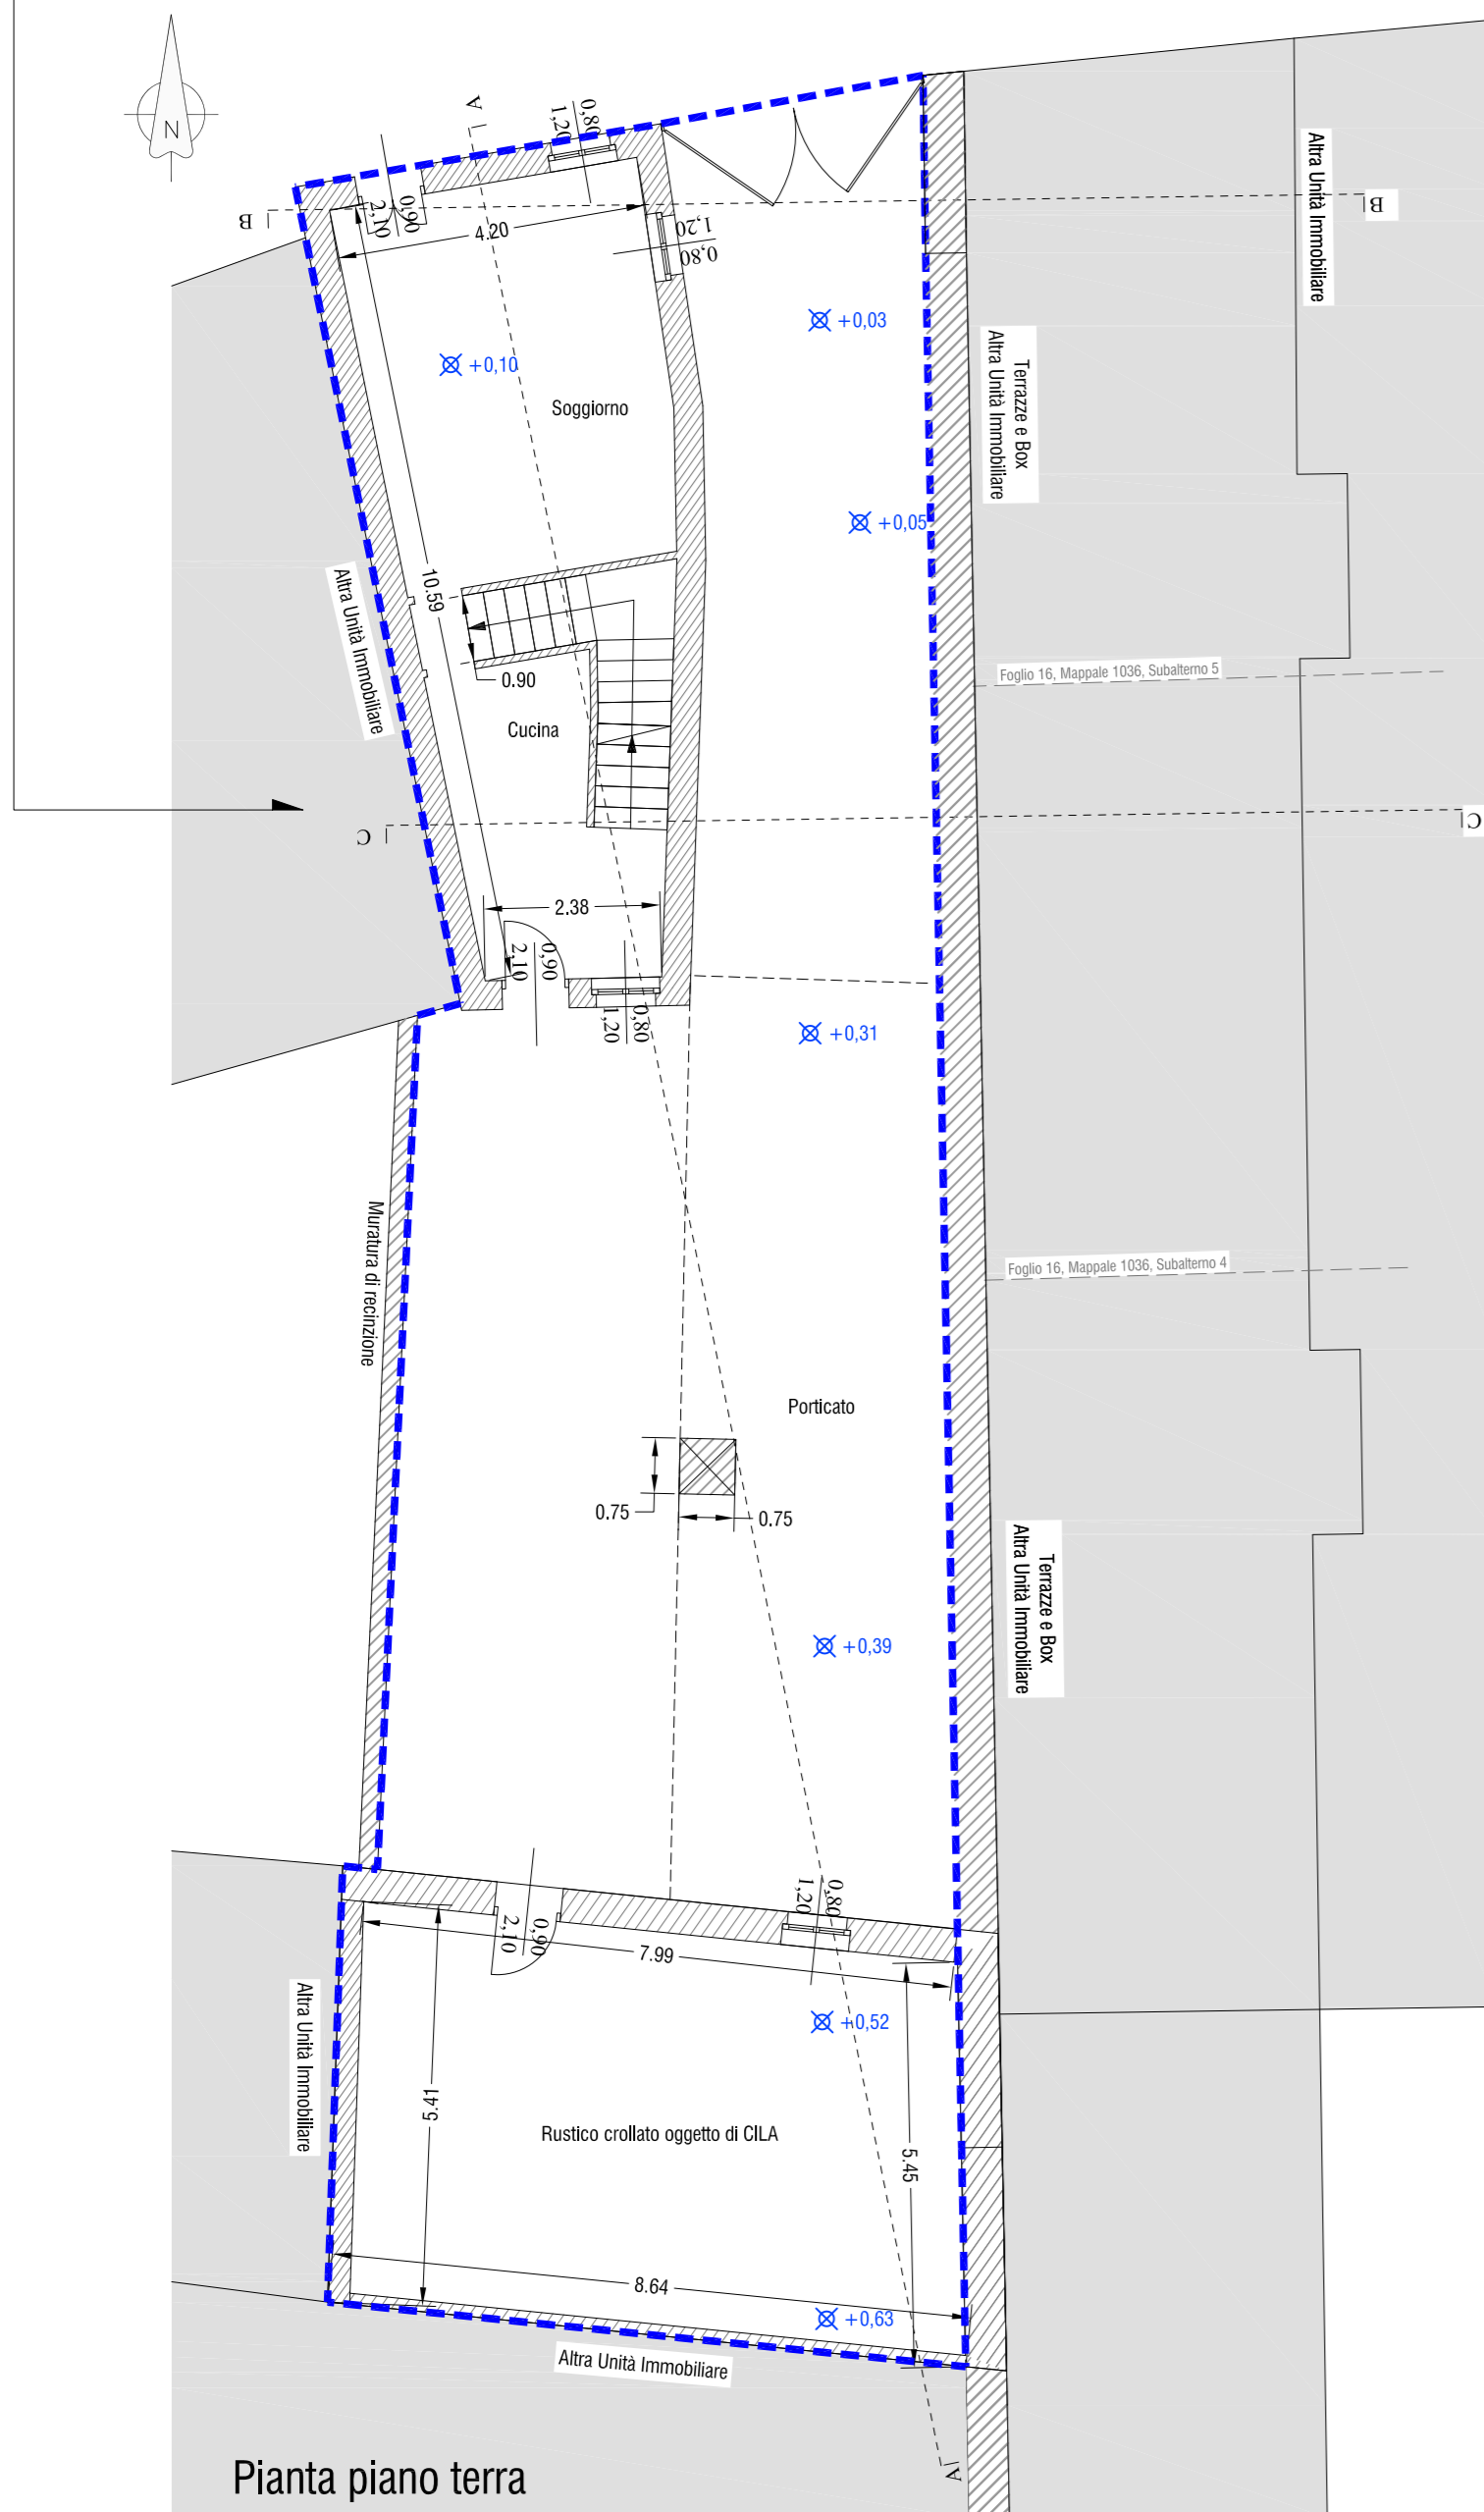 N
A
0,80
1,20
0,90
2,10
B
B
4.20
1,20
0,80
Altra Unità Immobiliare
+0,03
+0,10
Soggiorno
Terrazze e Box
Altra Unità Immobiliare
+0,05
10.59
Altra Unità Immobiliare
0.90
Foglio 16, Mappale 1036, Subalterno 5
Cucina
C
C
2.38
0,90
2,10
0,80
1,20
+0,31
Muratura di recinzione
Foglio 16, Mappale 1036, Subalterno 4
Porticato
0.75
0.75
Terrazze e Box
Altra Unità Immobiliare
+0,39
0,80
1,20
0,90
2,10
7.99
+0,52
Altra Unità Immobiliare
5.41
Rustico crollato oggetto di CILA
5.45
8.64
+0,63
Altra Unità Immobiliare
A
Pianta piano terra